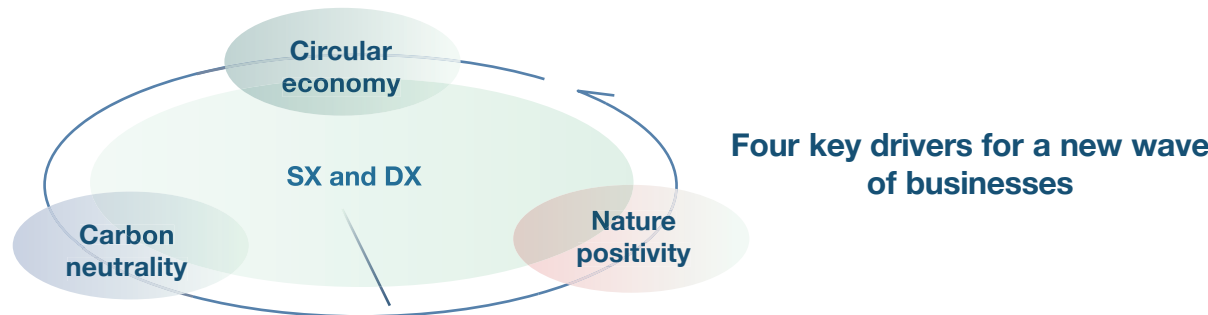 Circular
economy
SX and DX
Carbon
neutrality
Nature
positivity
Four key drivers for a new wave
of businesses